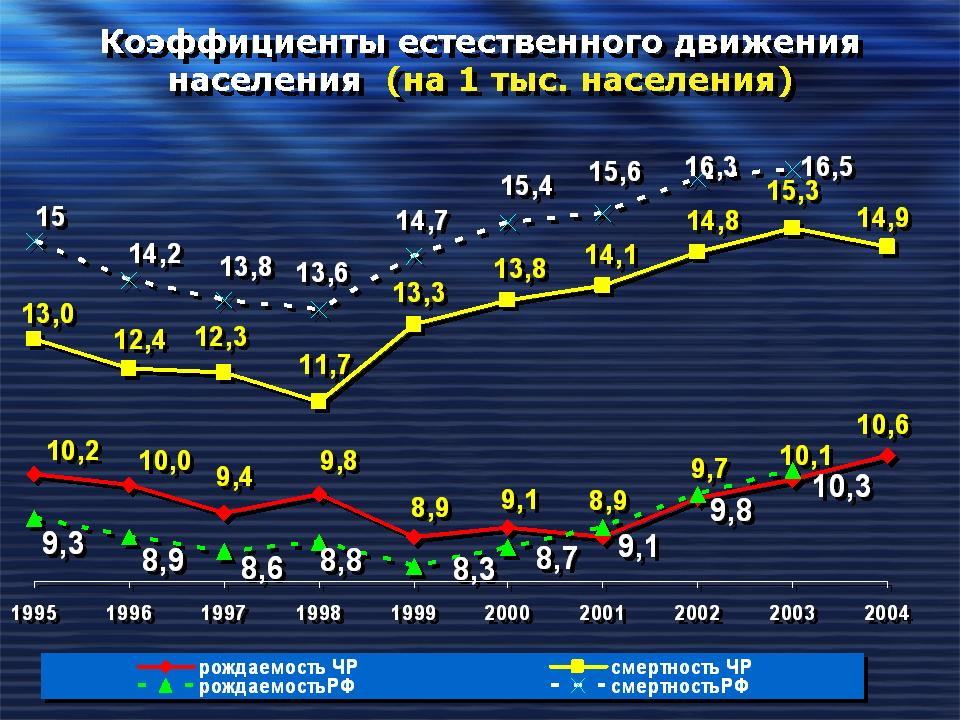 Коэффициенты естественного движения
населения (на 1 тыс. населения)
15 14,2 13,8 13,6 14,7 15,4 15,6 16,3 16,5
13,0 12,4 12,3 11,7 13,3 13,8 14,1 14,8 15,3 14,9
10,2 10,0 9,4 9,8 8,9 9,1 8,9 9,7 10,1 10,6
9,3 8,9 8,6 8,8 8,3 8,7 9,1 9,8 10,3
1995 1996 1997 1998 1999 2000 2001 2002 2003 2004
рождаемость ЧР смертность ЧР
рождаемостьРФ смертностьРФ